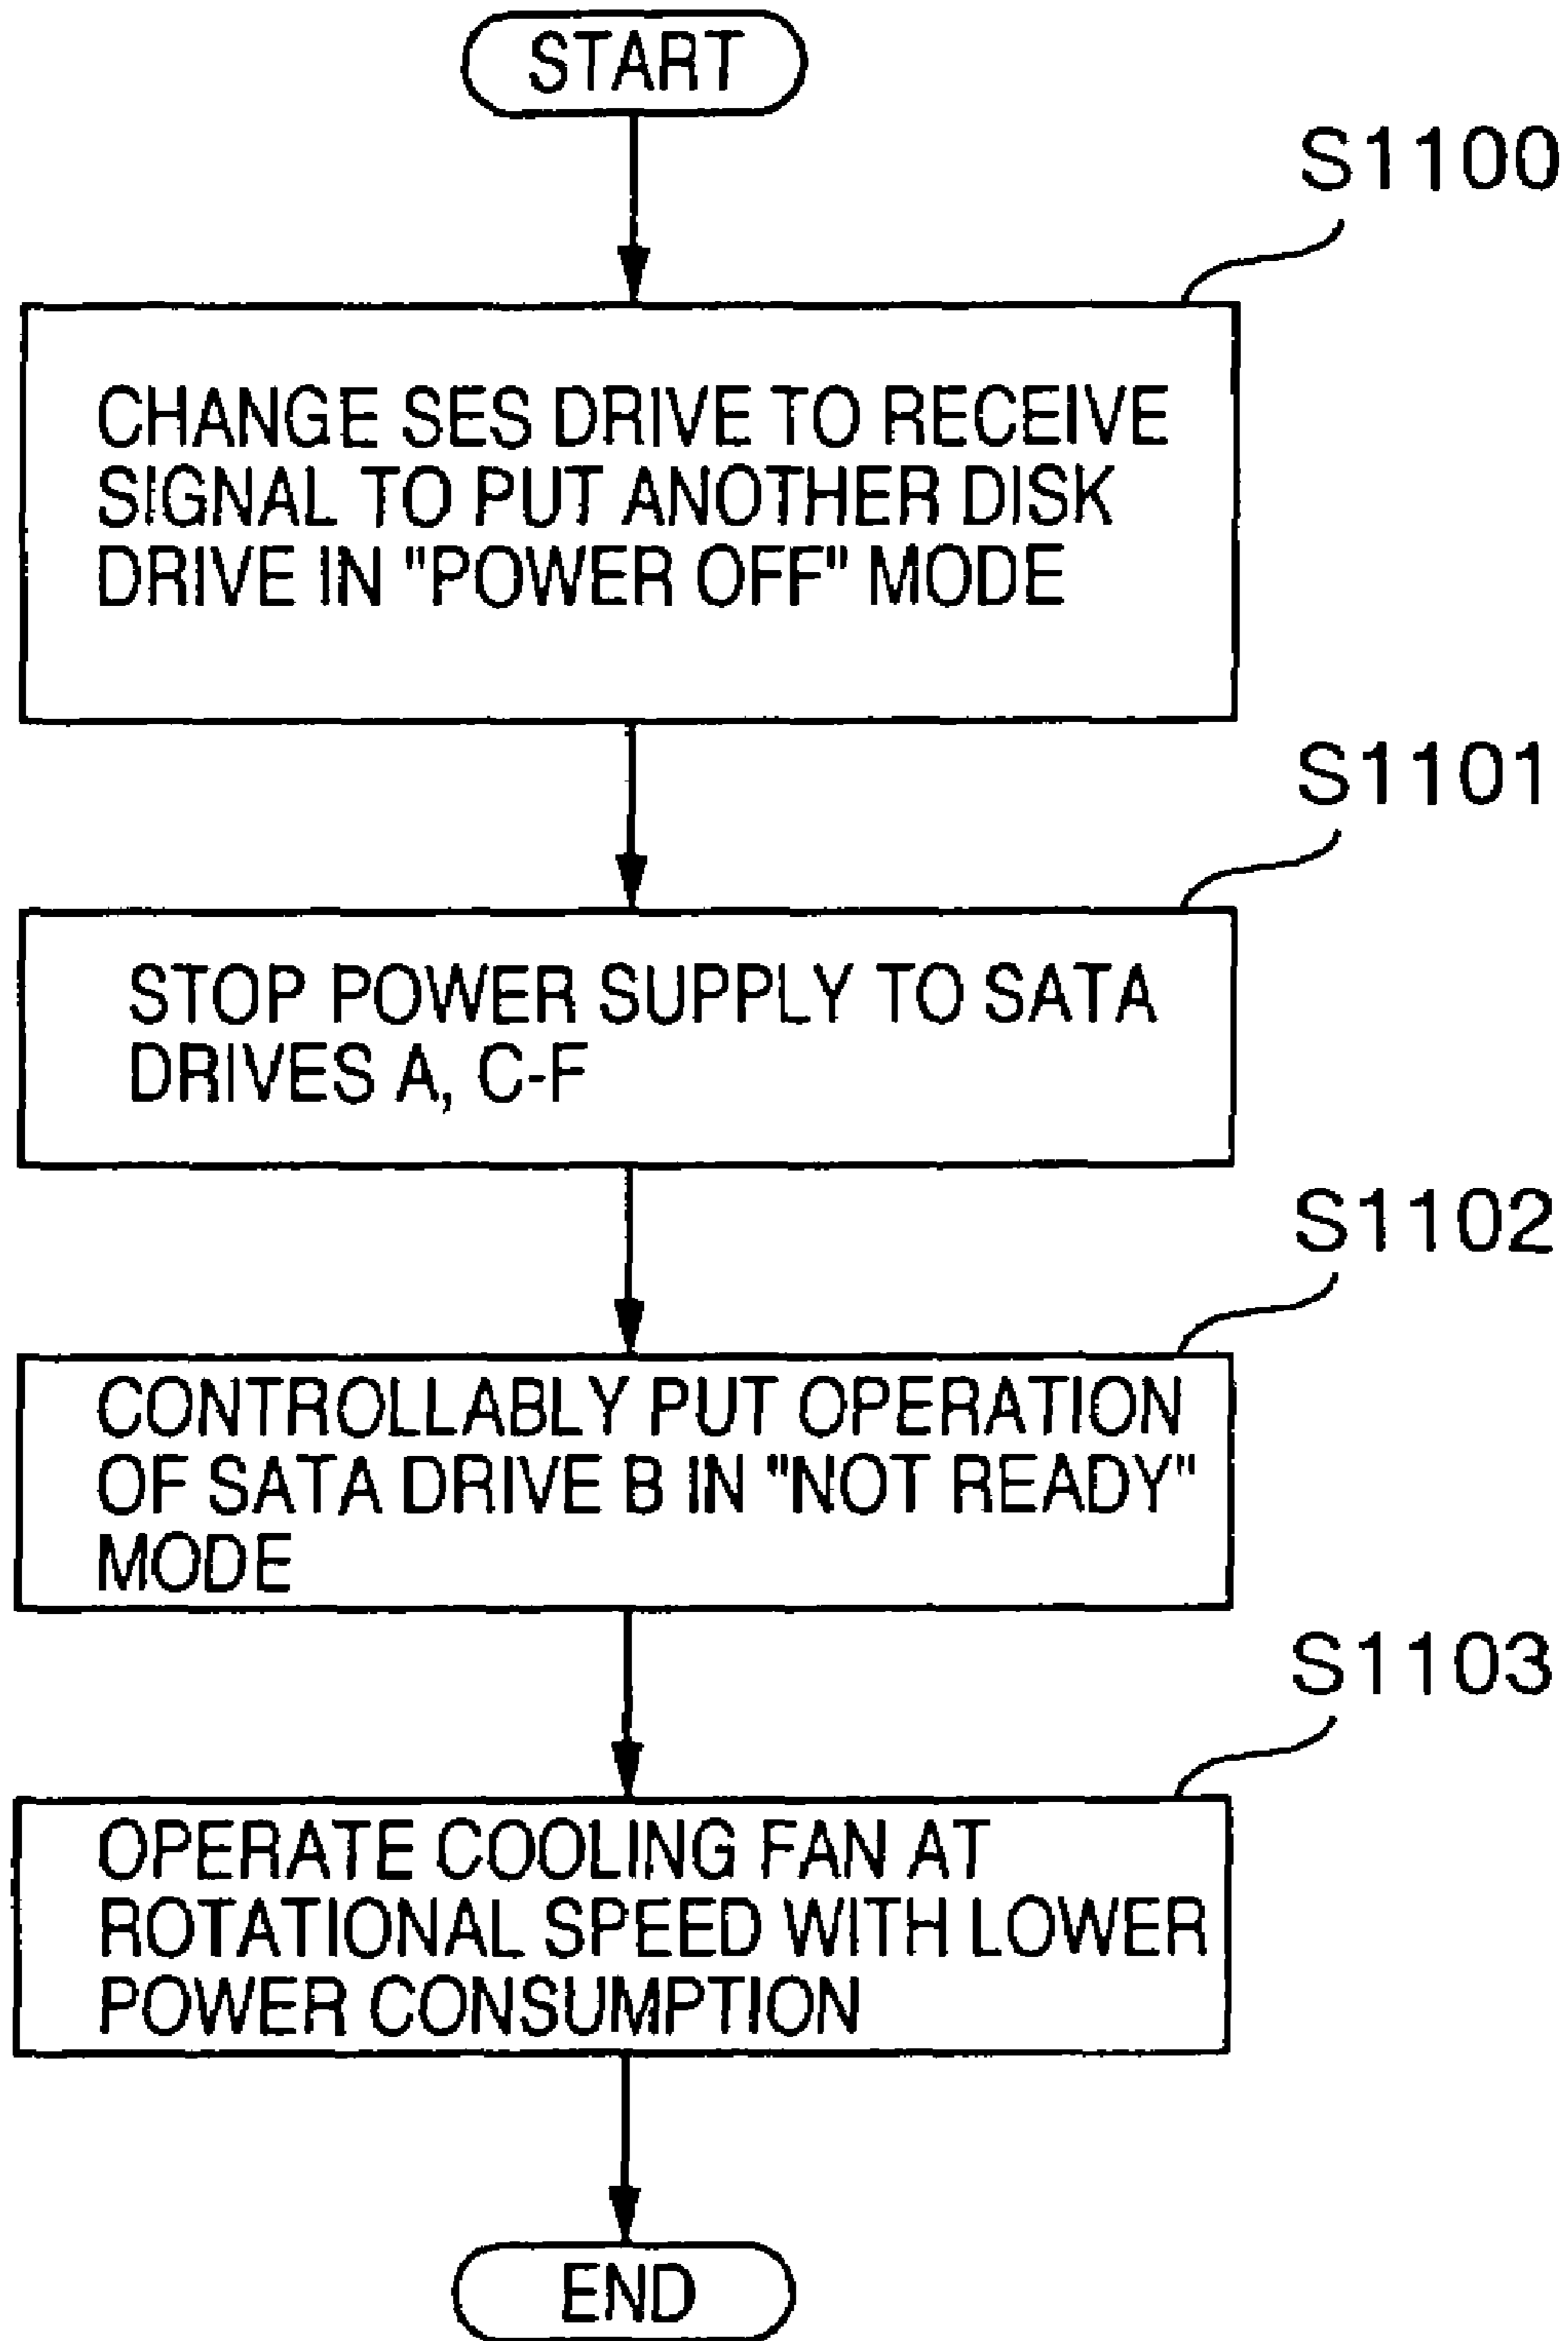 START
S1100
CHANGE SES DRIVE TO RECEIVE
SIGNAL TO PUT ANOTHER DISK
DRIVE IN "POWER OFF" MODE
S1101
STOP POWER SUPPLY TO SATA
DRIVES A, C-F
S1102
CONTROLLABLY PUT OPERATION
OF SATA DRIVE B IN "NOT READY"
MODE
S1103
OPERATE COOLING FAN AT
ROTATIONAL SPEED WITH LOWER
POWER CONSUMPTION
END